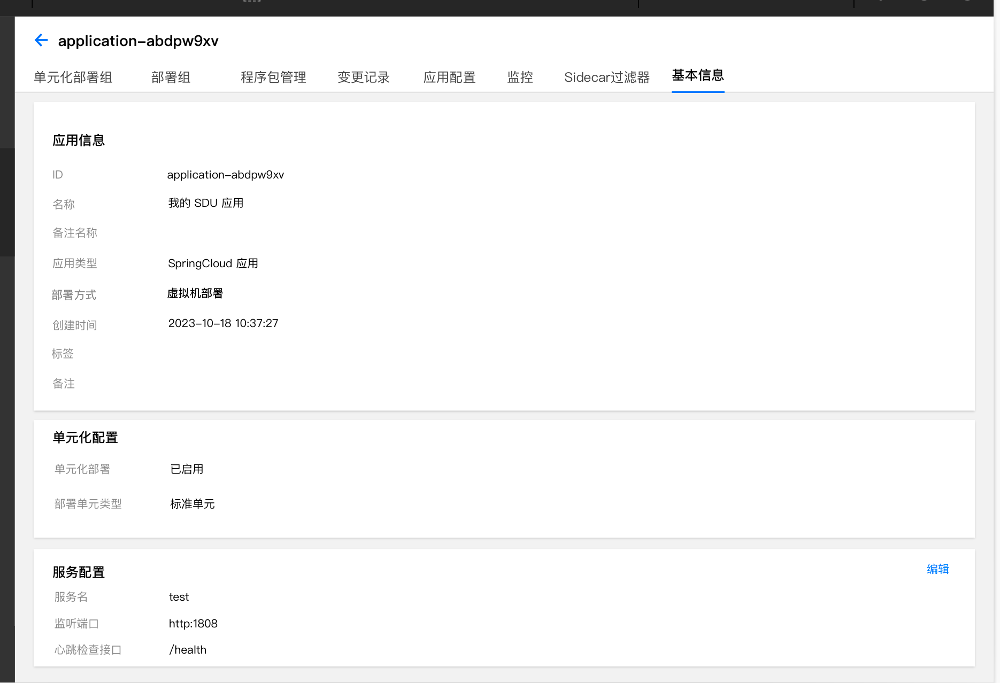 application-abdpw9xv
单元化部署组 部署组 程序包管理 变更记录 应用配置 监控 Sidecar过滤器 基本信息
应用信息
ID application-abdpw9xv
名称 我的 SDU 应用
备注名称
应用类型 SpringCloud 应用
部署方式 虚拟机部署
创建时间 2023-10-18 10:37:27
标签
备注
单元化配置
单元化部署 已启用
部署单元类型 标准单元
服务配置 编辑
服务名 test
监听端口 http:1808
心跳检查接口 /health